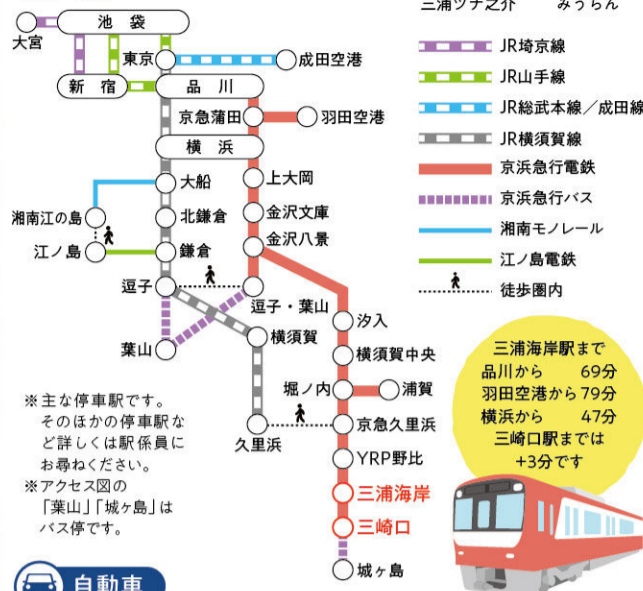 三浦ツナ之介 みうらん
池袋
大宮
東京
成田空港
新宿
品川
京急蒲田
羽田空港
横浜
大船
上大岡
湘南江の島
北鎌倉
金沢文庫
江ノ島
鎌倉
金沢八景
逗子
逗子・葉山
葉山
横須賀
汐入
横須賀中央
堀ノ内
浦賀
久里浜
京急久里浜
YRP野比
三浦海岸
三崎口
城ヶ島
JR埼京線
JR山手線
JR総武本線／成田線
JR横須賀線
京浜急行電鉄
京浜急行バス
湘南モノレール
江ノ島電鉄
徒歩圏内
三浦海岸駅まで
品川から 69分
羽田空港から79分
横浜から 47分
三崎口駅までは
+3分です
※主な停車駅です。
そのほかの停車駅な
ど詳しくは駅係員に
お尋ねください。
※アクセス図の
「葉山」「城ヶ島」は
バス停です。
自動車